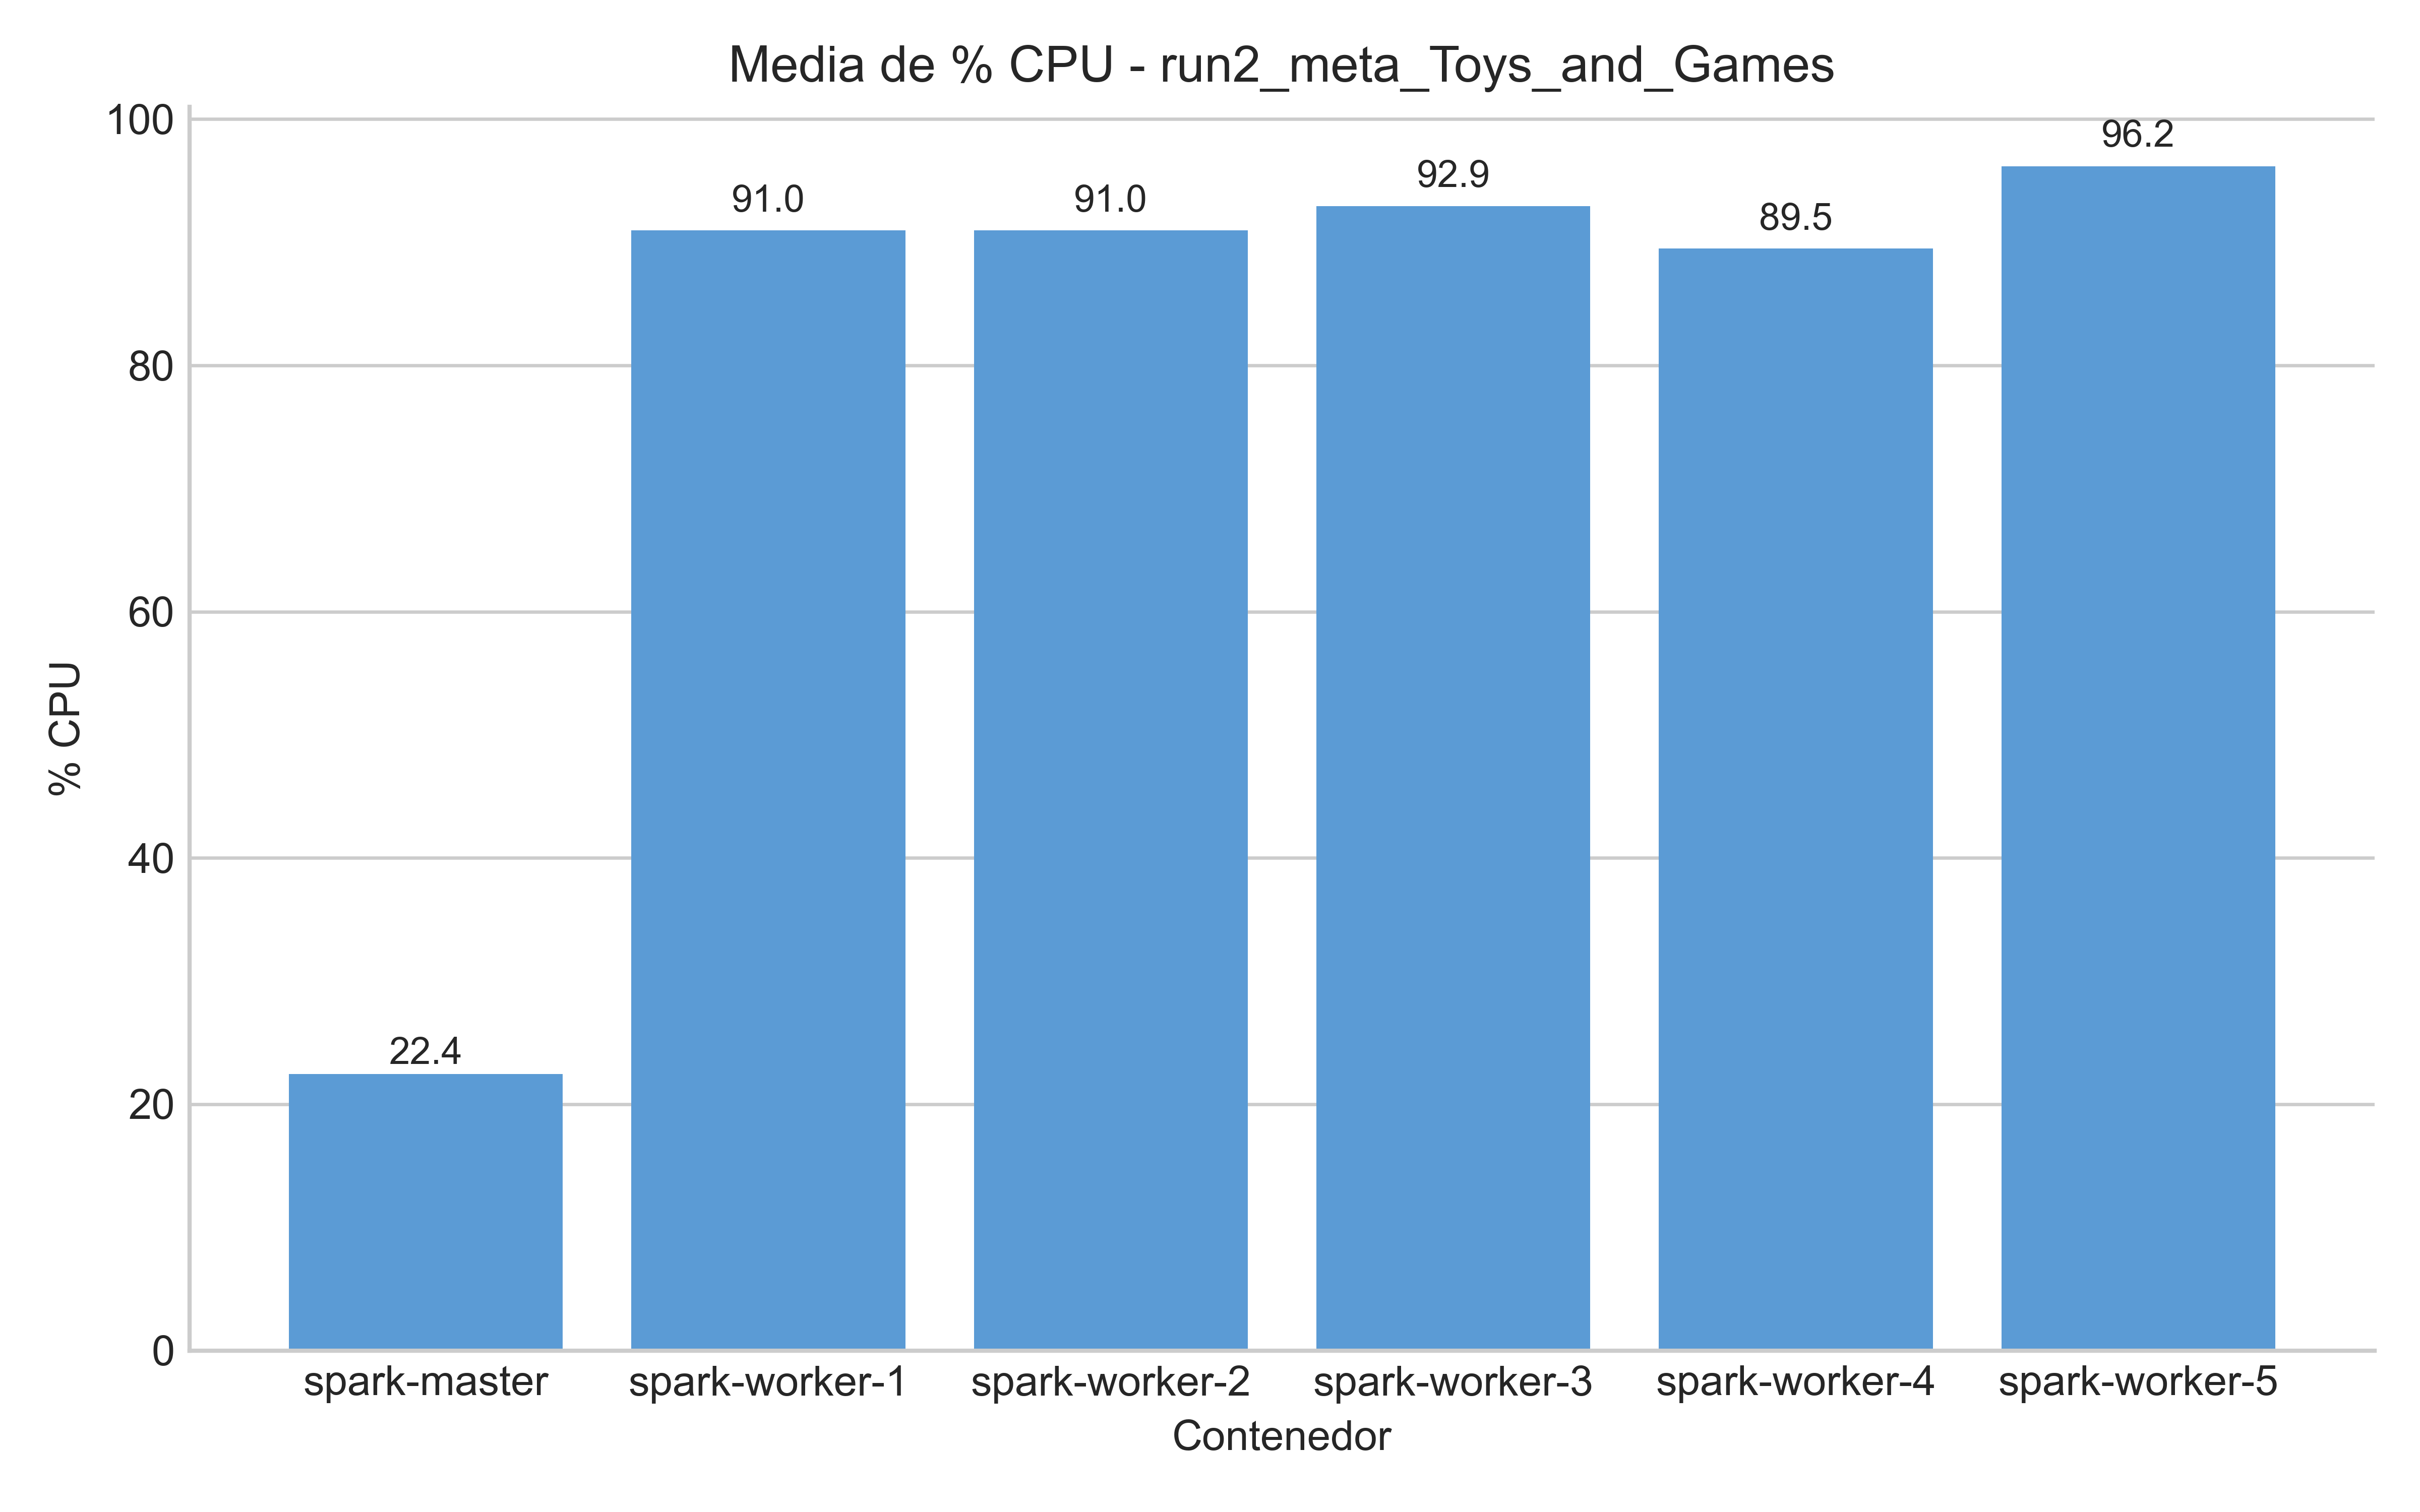 Media de % CPU - run2_meta_Toys_and_Games
100
80
60
40
20
0
% CPU
22.4
91.0
91.0
92.9
89.5
96.2
spark-master
spark-worker-1
spark-worker-2
spark-worker-3
spark-worker-4
spark-worker-5
Contenedor